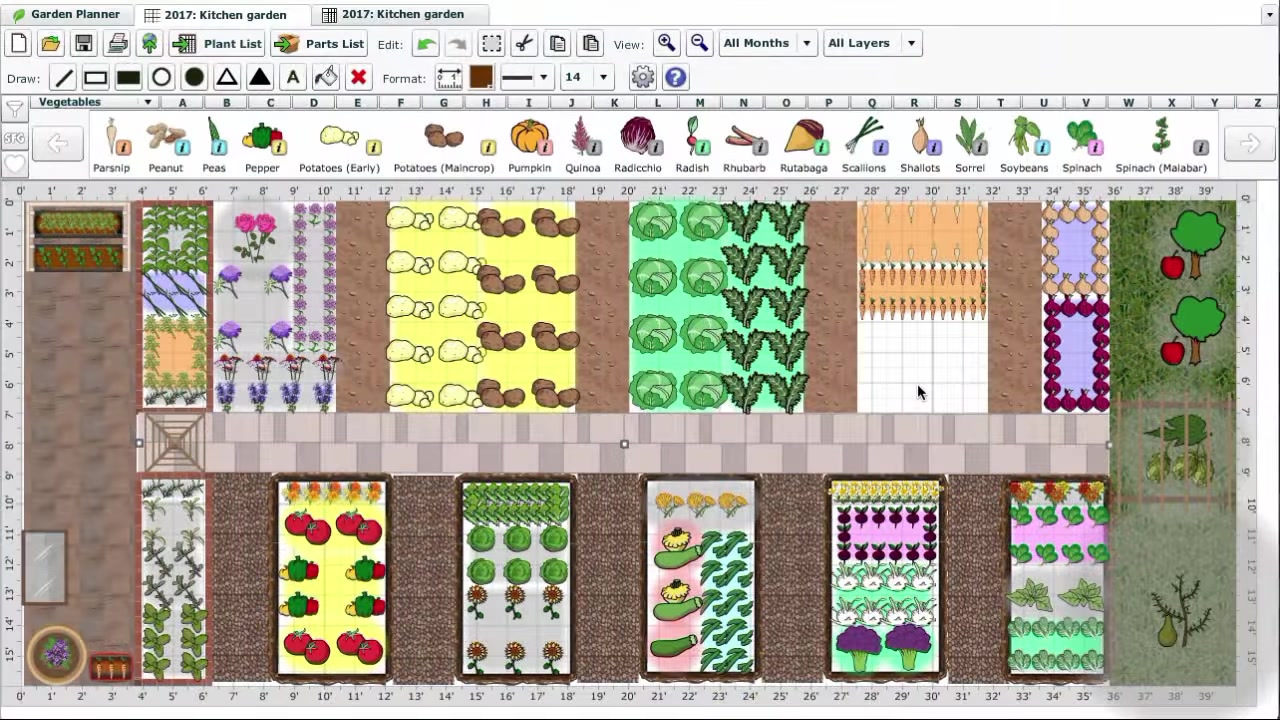 Garden Planner 2017: Kitchen garden 2017: Kitchen garden
Plant List Parts List Edit: View: All Months All Layers
Draw: A Format: 1 14
Vegetables A B C D E F G H I J K L M N O P Q R S T U V W X Y Z
SFG
Parsnip Peanut Peas Pepper Potatoes (Early) Potatoes (Maincrop) Pumpkin Quinoa Radicchio Radish Rhubarb Rutabaga Scallions Shallots Sorrel Soybeans Spinach Spinach (Malabar)
0' 1' 2' 3' 4' 5' 6' 7' 8' 9' 10' 11' 12' 13' 14' 15' 16' 17' 18' 19' 20' 21' 22' 23' 24' 25' 26' 27' 28' 29' 30' 31' 32' 33' 34' 35' 36' 37' 38' 39'
0' 0'
1' 1'
2' 2'
3' 3'
4' 4'
5' 5'
6' 6'
7' 7'
8' 8'
9' 9'
10' 10'
11' 11'
12' 12'
13' 13'
14' 14'
15' 15'
0' 1' 2' 3' 4' 5' 6' 7' 8' 9' 10' 11' 12' 13' 14' 15' 16' 17' 18' 19' 20' 21' 22' 23' 24' 25' 26' 27' 28' 29' 30' 31' 32' 33' 34' 35' 36' 37' 38' 39'